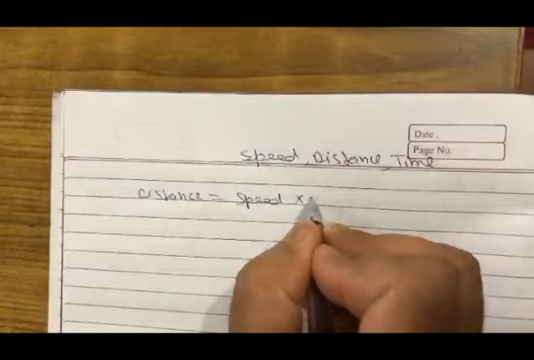 Date :
Page No.
Speed, Distance, Time
Distance = Speed ×